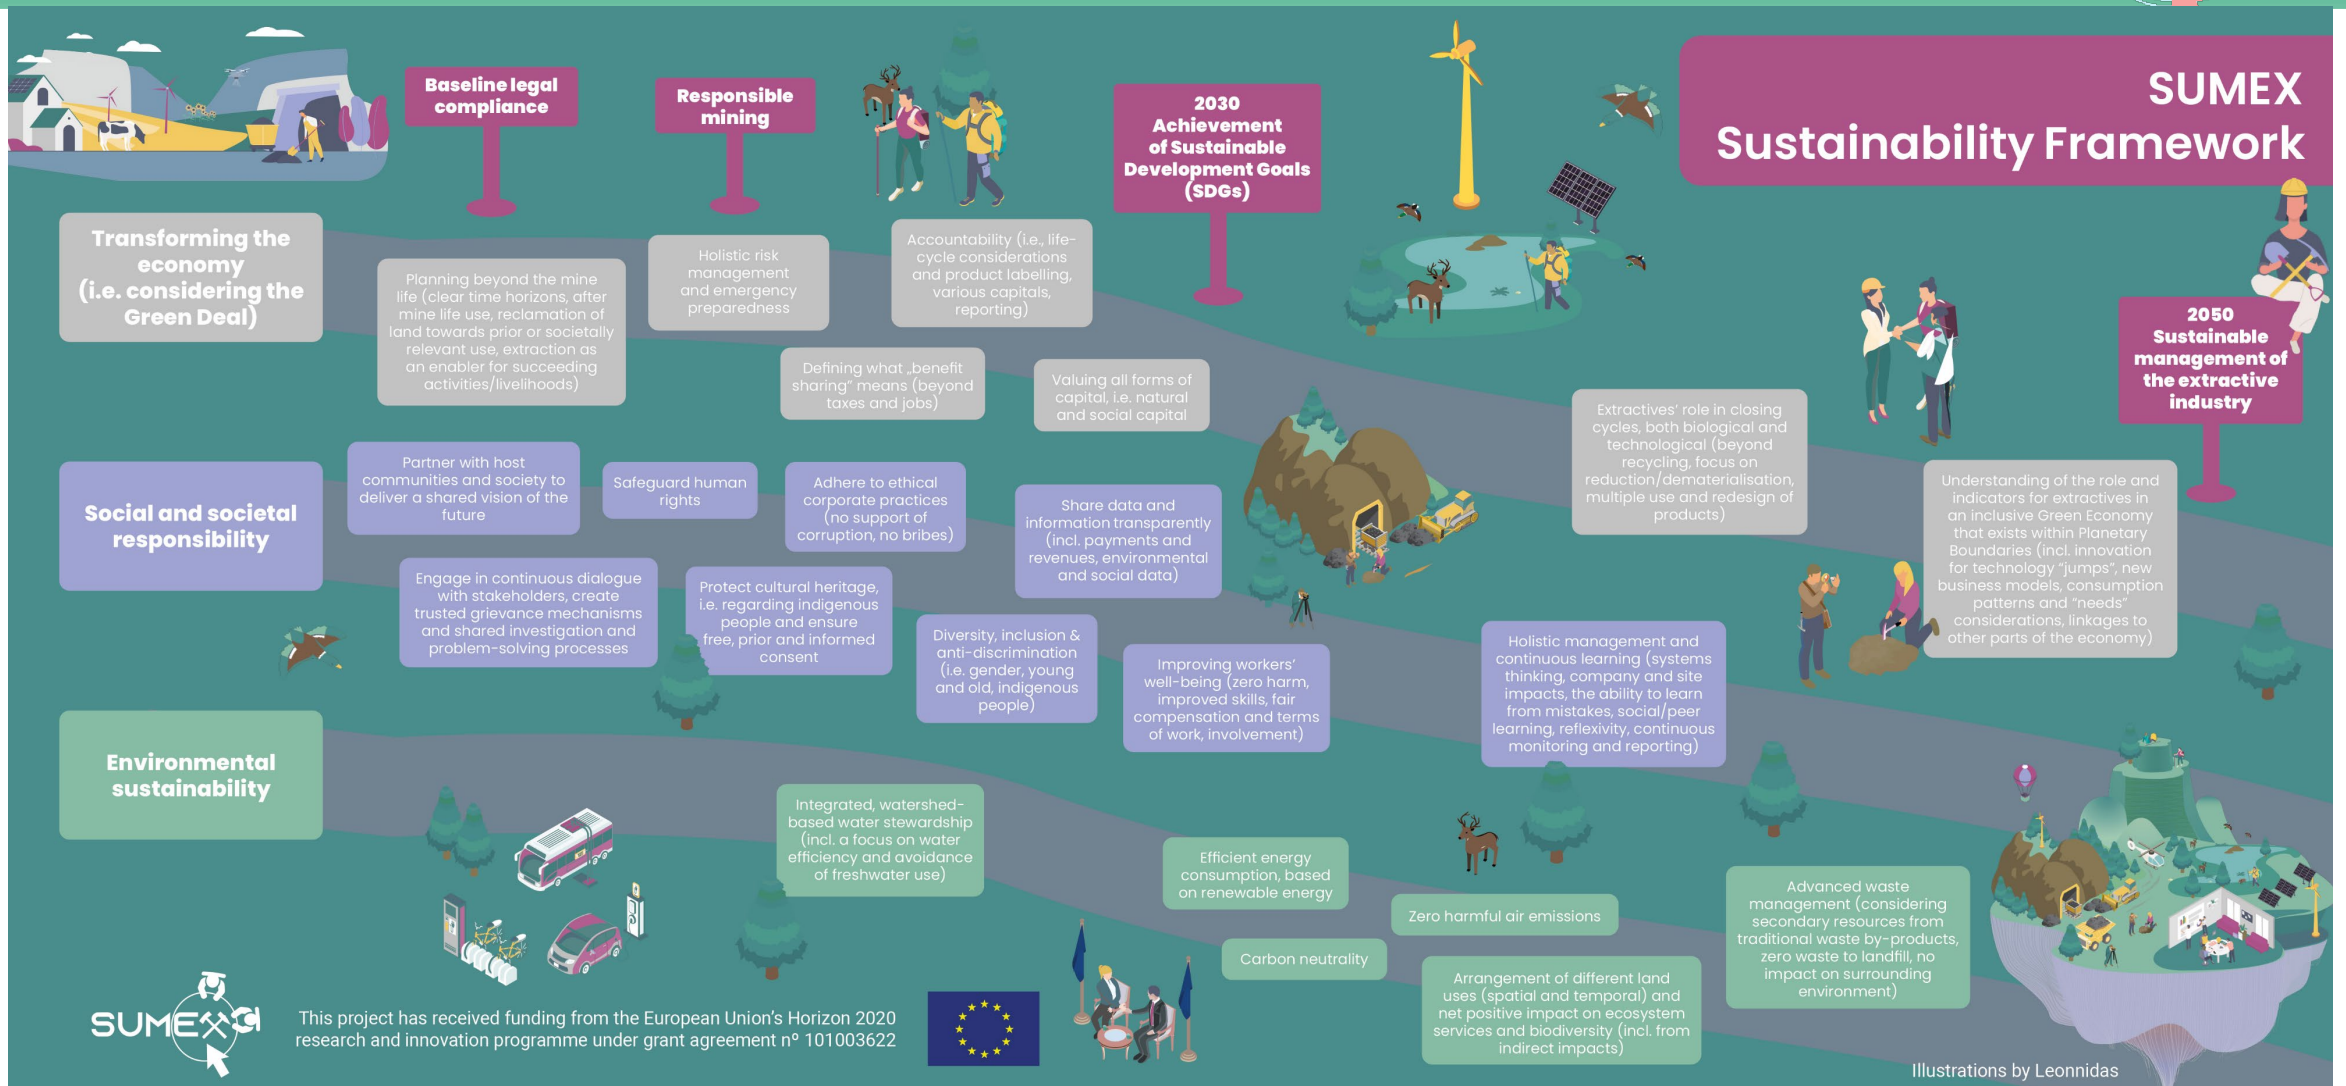 SUMEX
Sustainability Framework
Baseline legal
compliance
Responsible
mining
2030
Achievement
of Sustainable
Development Goals
(SDGs)
2050
Sustainable
management of
the extractive
industry
Transforming the
economy
(i.e. considering the
Green Deal)
Planning beyond the mine
life (clear time horizons, after
mine life use, reclamation of
land towards prior or societally
relevant use, extraction as
an enabler for succeeding
activities/livelihoods)
Holistic risk
management
and emergency
preparedness
Accountability (i.e., life-
cycle considerations
and product labelling,
various capitals,
reporting)
Defining what „benefit
sharing” means (beyond
taxes and jobs)
Valuing all forms of
capital, i.e. natural
and social capital
Extractives’ role in closing
cycles, both biological and
technological (beyond
recycling, focus on
reduction/dematerialisation,
multiple use and redesign of
products)
Understanding of the role and
indicators for extractives in
an inclusive Green Economy
that exists within Planetary
Boundaries (incl. innovation
for technology “jumps”, new
business models, consumption
patterns and “needs”
considerations, linkages to
other parts of the economy)
Social and societal
responsibility
Partner with host
communities and society to
deliver a shared vision of the
future
Safeguard human
rights
Adhere to ethical
corporate practices
(no support of
corruption, no bribes)
Share data and
information transparently
(incl. payments and
revenues, environmental
and social data)
Engage in continuous dialogue
with stakeholders, create
trusted grievance mechanisms
and shared investigation and
problem-solving processes
Protect cultural heritage,
i.e. regarding indigenous
people and ensure
free, prior and informed
consent
Diversity, inclusion &
anti-discrimination
(i.e. gender, young
and old, indigenous
people)
Improving workers’
well-being (zero harm,
improved skills, fair
compensation and terms
of work, involvement)
Holistic management and
continuous learning (systems
thinking, company and site
impacts, the ability to learn
from mistakes, social/peer
learning, reflexivity, continuous
monitoring and reporting)
Environmental
sustainability
Integrated, watershed-
based water stewardship
(incl. a focus on water
efficiency and avoidance
of freshwater use)
Efficient energy
consumption, based
on renewable energy
Zero harmful air emissions
Carbon neutrality
Arrangement of different land
uses (spatial and temporal) and
net positive impact on ecosystem
services and biodiversity (incl. from
indirect impacts)
Advanced waste
management (considering
secondary resources from
traditional waste by-products,
zero waste to landfill, no
impact on surrounding
environment)
SUMEX
This project has received funding from the European Union’s Horizon 2020
research and innovation programme under grant agreement nº 101003622
Illustrations by Leonnidas